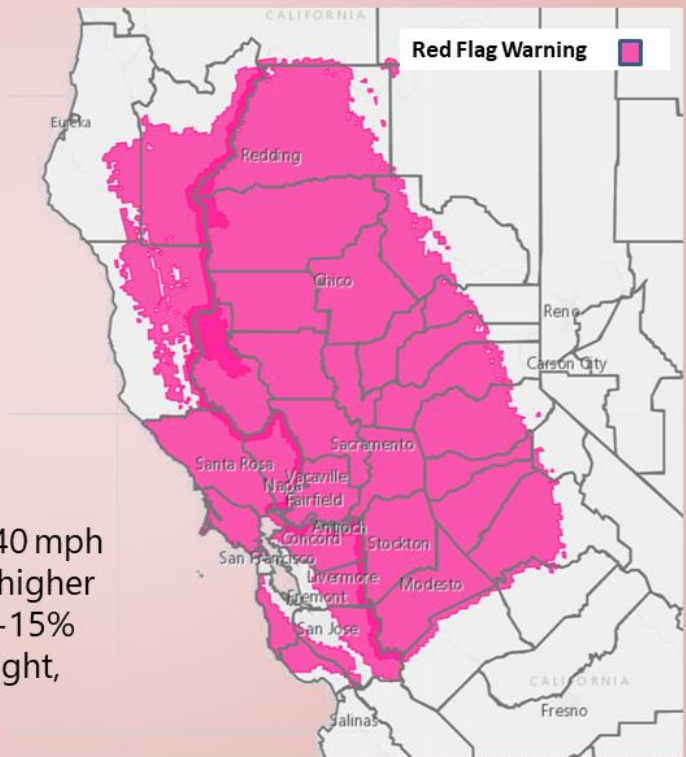 CALIFORNIA
Red Flag Warning
Eureka
Redding
Chico
Reno
Carson City
Sacramento
Santa Rosa
Vacaville
Napa
Fairfield
Antioch
Concord
Stockton
San Francisco
Livermore
Modesto
Fremont
San Jose
40 mph
higher
-15%
ght,
CALIFORNIA
Fresno
Salinas